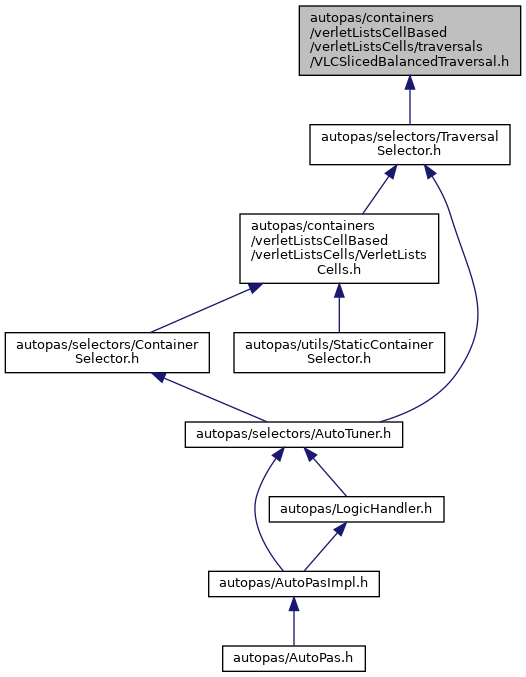 autopas/containers
/verletListsCellBased
/verletListsCells/traversals
/VLCSlicedBalancedTraversal.h
autopas/selectors/Traversal
Selector.h
autopas/containers
/verletListsCellBased
/verletListsCells/VerletLists
Cells.h
autopas/selectors/Container
Selector.h
autopas/utils/StaticContainer
Selector.h
autopas/selectors/AutoTuner.h
autopas/LogicHandler.h
autopas/AutoPasImpl.h
autopas/AutoPas.h